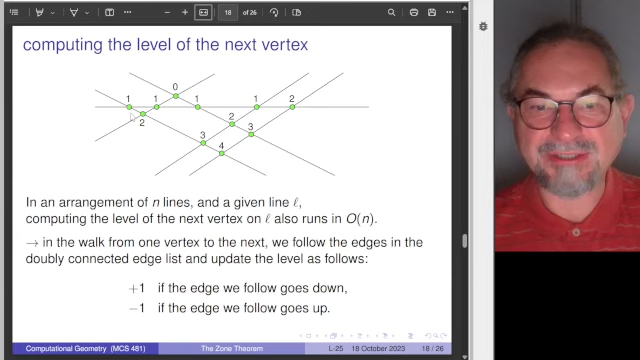 18 of 26
computing the level of the next vertex
0
1 1 1 1 2
2 2
3 3
4
In an arrangement of n lines, and a given line ℓ,
computing the level of the next vertex on ℓ also runs in O(n).
→ in the walk from one vertex to the next, we follow the edges in the
doubly connected edge list and update the level as follows:
+1 if the edge we follow goes down,
−1 if the edge we follow goes up.
Computational Geometry (MCS 481) The Zone Theorem L-25 18 October 2023 18 / 26